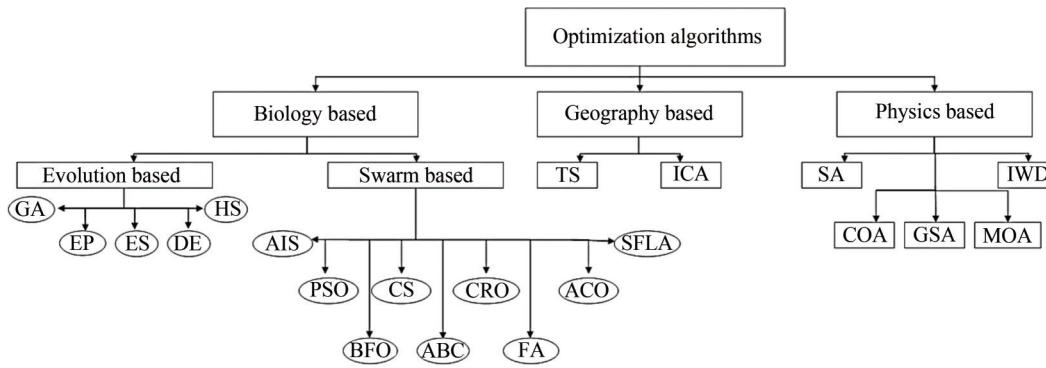 Optimization algorithms
Biology based
Geography based
Physics based
Evolution based
Swarm based
TS
ICA
SA
IWD
GA
HS
EP
ES
DE
COA
GSA
MOA
AIS
SFLA
PSO
CS
CRO
ACO
BFO
ABC
FA